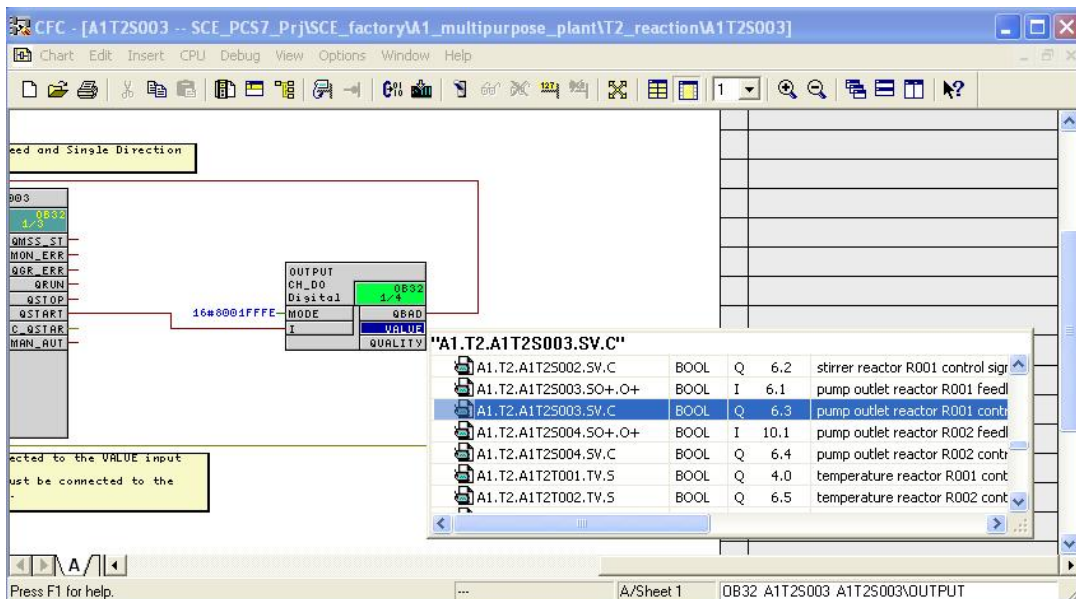 CFC - [A1T2S003 -- SCE_PCS7_Prj\SCE_factory\A1_multipurpose_plant\T2_reaction\A1T2S003]
Chart Edit Insert CPU Debug View Options Window Help
1
eed and Single Direction
003
OB32
1/3
QMSS_ST
MON_ERR
QGR_ERR
QRUN
QSTOP
QSTART
C_QSTAR
MAN_AUT
OUTPUT
CH_DO
Digital
OB32
1/4
16#8001FFFE
MODE QBAD
I VALUE
QUALITY
"A1.T2.A1T2S003.SV.C"
A1.T2.A1T2S002.SV.C BOOL Q 6.2 stirrer reactor R001 control sigr
A1.T2.A1T2S003.SO+.O+ BOOL I 6.1 pump outlet reactor R001 feedl
A1.T2.A1T2S003.SV.C BOOL Q 6.3 pump outlet reactor R001 contr
A1.T2.A1T2S004.SO+.O+ BOOL I 10.1 pump outlet reactor R002 feedl
A1.T2.A1T2S004.SV.C BOOL Q 6.4 pump outlet reactor R002 contr
A1.T2.A1T2T001.TV.S BOOL Q 4.0 temperature reactor R001 cont
A1.T2.A1T2T002.TV.S BOOL Q 6.5 temperature reactor R002 cont
ected to the VALUE input
ust be connected to the
A
Press F1 for help. --- A/Sheet 1 OB32 A1T2S003 A1T2S003\OUTPUT